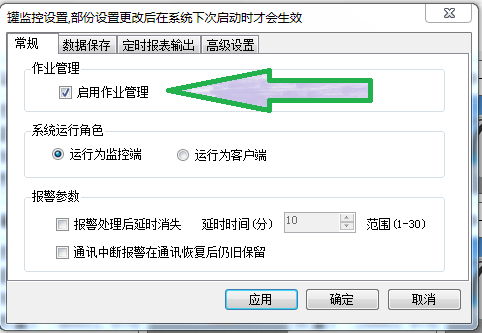 罐监控设置,部份设置更改后在系统下次启动时才会生效
常规 数据保存 定时报表输出 高级设置
作业管理
启用作业管理
系统运行角色
运行为监控端 运行为客户端
报警参数
报警处理后延时消失 延时时间(分) 10 范围(1-30)
通讯中断报警在通讯恢复后仍旧保留
应用 确定 取消